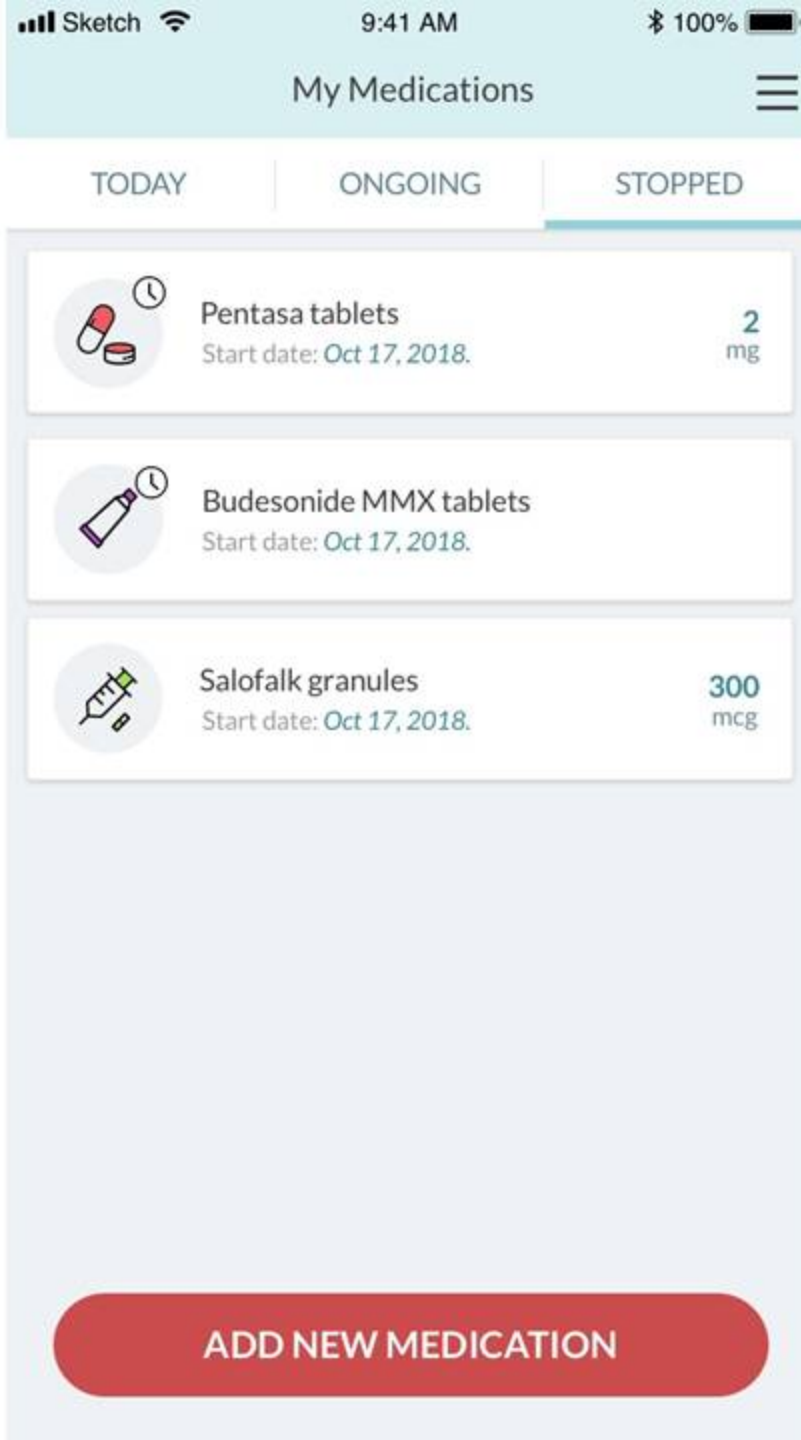 Sketch 9:41 AM 100%
My Medications
TODAY ONGOING STOPPED
Pentasa tablets 2
Start date: Oct 17, 2018. mg
Budesonide MMX tablets
Start date: Oct 17, 2018.
Salofalk granules 300
Start date: Oct 17, 2018. mcg
ADD NEW MEDICATION